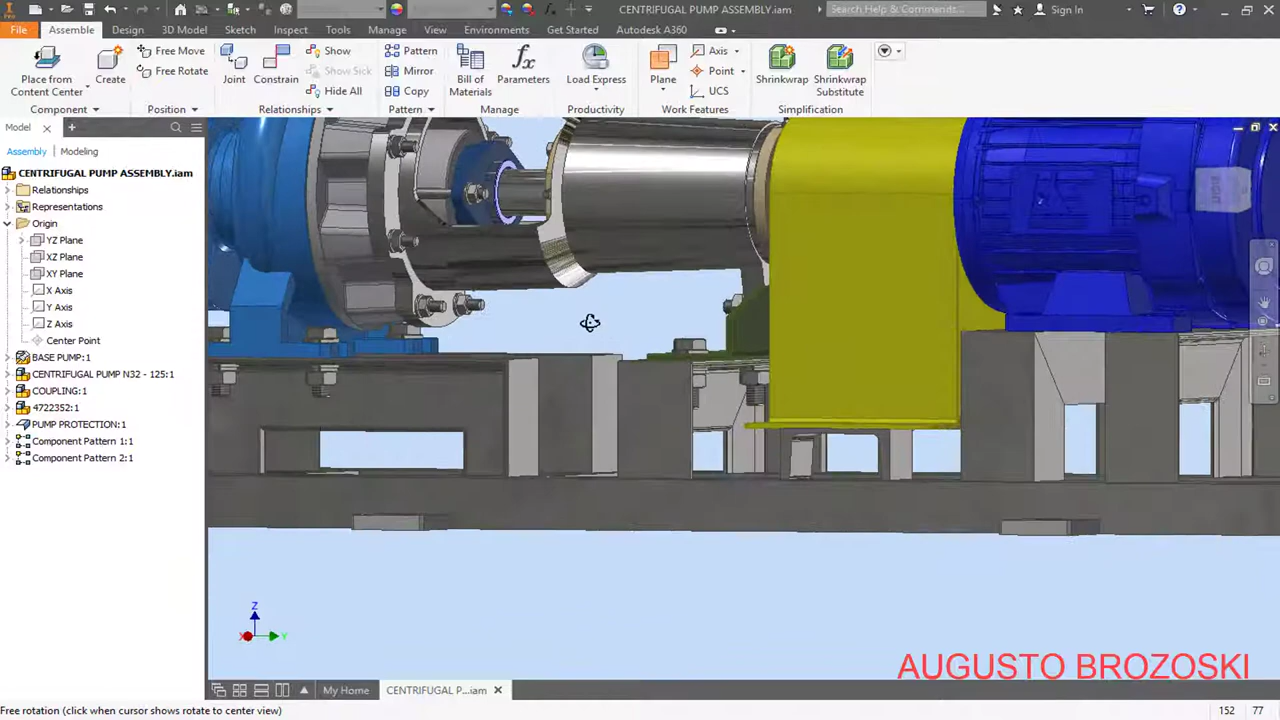 CENTRIFUGAL PUMP ASSEMBLY.iam
Search Help & Commands...
Sign In
File
Assemble
Design
3D Model
Sketch
Inspect
Tools
Manage
View
Environments
Get Started
Autodesk A360
Place from
Content Center
Create
Free Move
Free Rotate
Joint
Constrain
Show
Show Sick
Hide All
Pattern
Mirror
Copy
Bill of
Materials
Parameters
Load Express
Plane
Axis
Point
UCS
Shrinkwrap
Shrinkwrap
Substitute
Component
Position
Relationships
Pattern
Manage
Productivity
Work Features
Simplification
Model
Assembly
Modeling
CENTRIFUGAL PUMP ASSEMBLY.iam
Relationships
Representations
Origin
YZ Plane
XZ Plane
XY Plane
X Axis
Y Axis
Z Axis
Center Point
BASE PUMP:1
CENTRIFUGAL PUMP N32 - 125:1
COUPLING:1
4722352:1
PUMP PROTECTION:1
Component Pattern 1:1
Component Pattern 2:1
Z
X
Y
AUGUSTO BROZOSKI
My Home
CENTRIFUGAL P...iam
Free rotation (click when cursor shows rotate to center view)
152
77